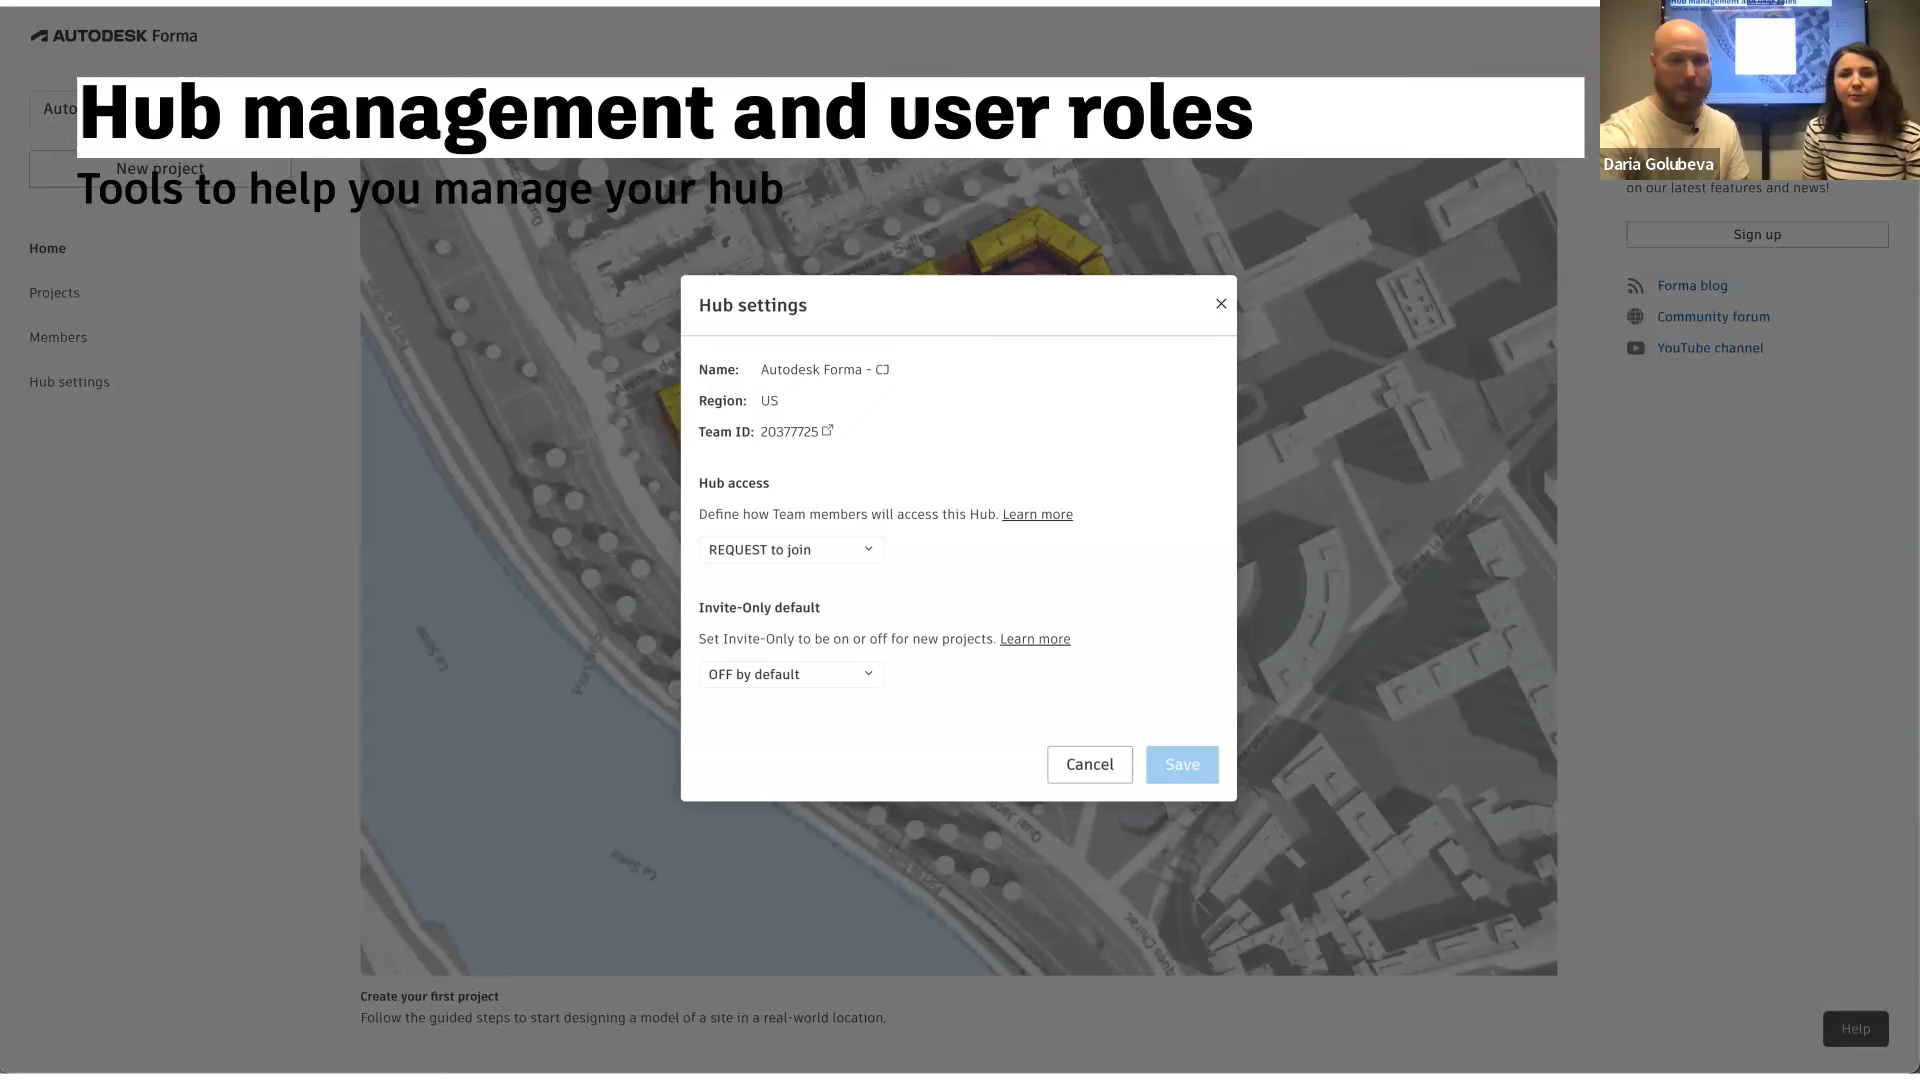 AUTODESK Forma
Hub management and user roles
Auto
New project
Tools to help you manage your hub
Daria Golubeva
on our latest features and news!
Sign up
Home
Projects
Members
Hub settings
Forma blog
Community forum
YouTube channel
Hub settings
Name: Autodesk Forma - CJ
Region: US
Team ID: 20377725
Hub access
Define how Team members will access this Hub. Learn more
REQUEST to join
Invite-Only default
Set Invite-Only to be on or off for new projects. Learn more
OFF by default
Cancel
Save
Create your first project
Follow the guided steps to start designing a model of a site in a real-world location.
Help